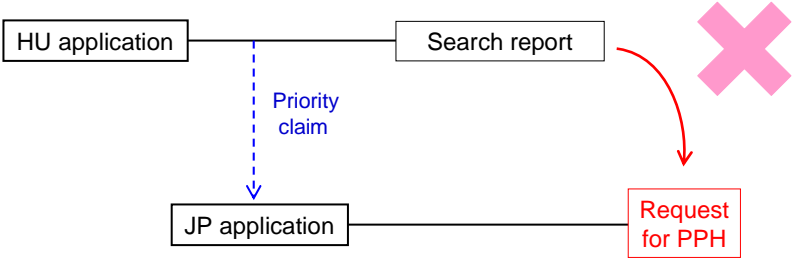 HU application
Search report
Priority
claim
JP application
Request
for PPH